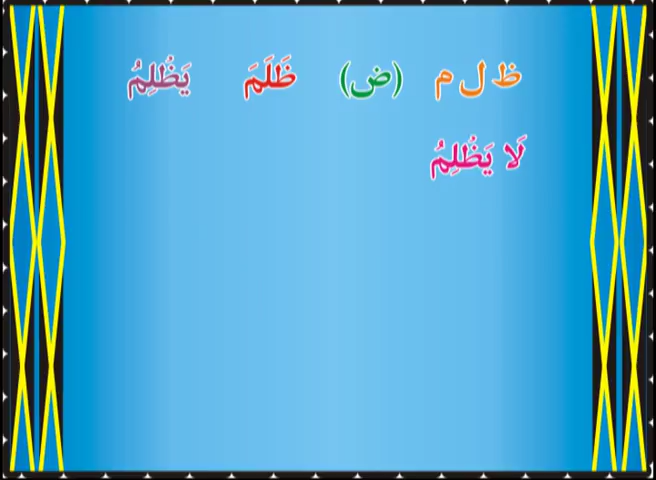 ظ ل م (ض) ظَلَمَ يَظْلِمُ
لَا يَظْلِمُ